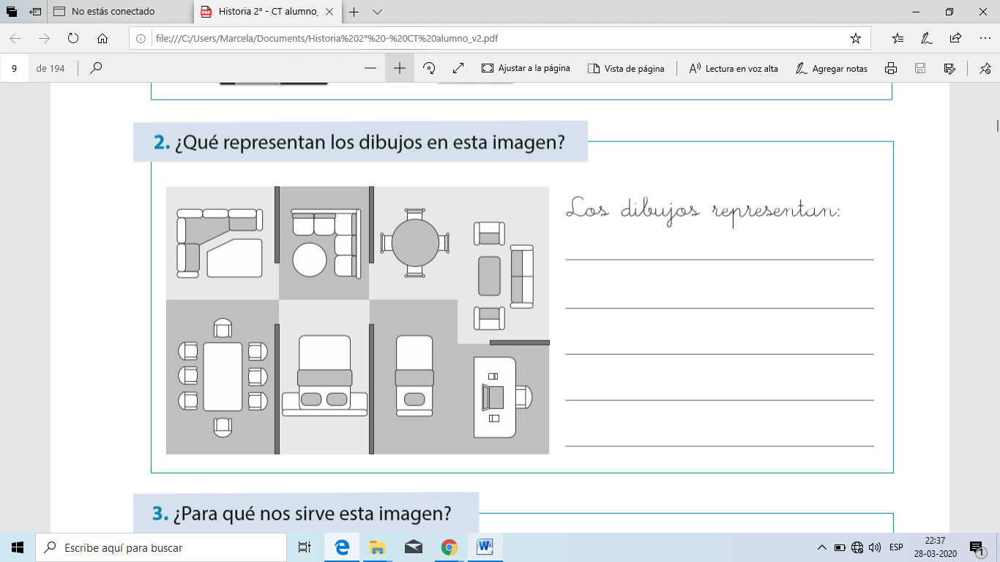 No estás conectado
Historia 2° - CT alumno_
file:///C:/Users/Marcela/Documents/Historia%202°%20-%20CT%20alumno_v2.pdf
9 de 194
Ajustar a la página
Vista de página
Lectura en voz alta
Agregar notas
2. ¿Qué representan los dibujos en esta imagen?
Los dibujos representan:
3. ¿Para qué nos sirve esta imagen?
Escribe aquí para buscar
ESP
22:37
28-03-2020
1